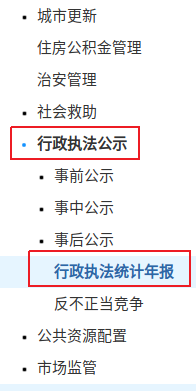 城市更新
住房公积金管理
治安管理
社会救助
行政执法公示
事前公示
事中公示
事后公示
行政执法统计年报
反不正当竞争
公共资源配置
市场监管